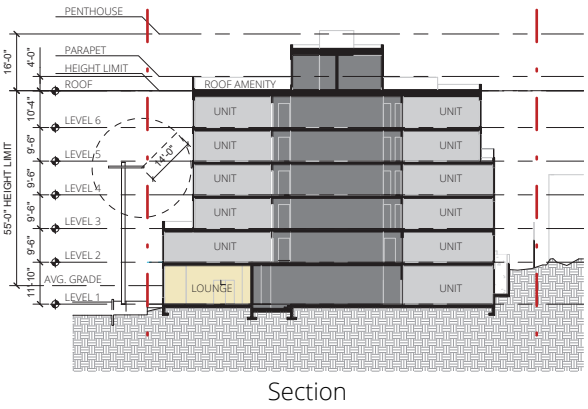 PENTHOUSE
16'-0"
PARAPET
4'-0"
HEIGHT LIMIT
ROOF
ROOF AMENITY
10'-4"
UNIT
UNIT
LEVEL 6
9'-6"
UNIT
UNIT
LEVEL 5
14'-0"
9'-6"
UNIT
UNIT
LEVEL 4
55'-0" HEIGHT LIMIT
9'-6"
UNIT
UNIT
LEVEL 3
9'-6"
UNIT
UNIT
LEVEL 2
AVG. GRADE
11'-10"
LOUNGE
UNIT
LEVEL 1
Section